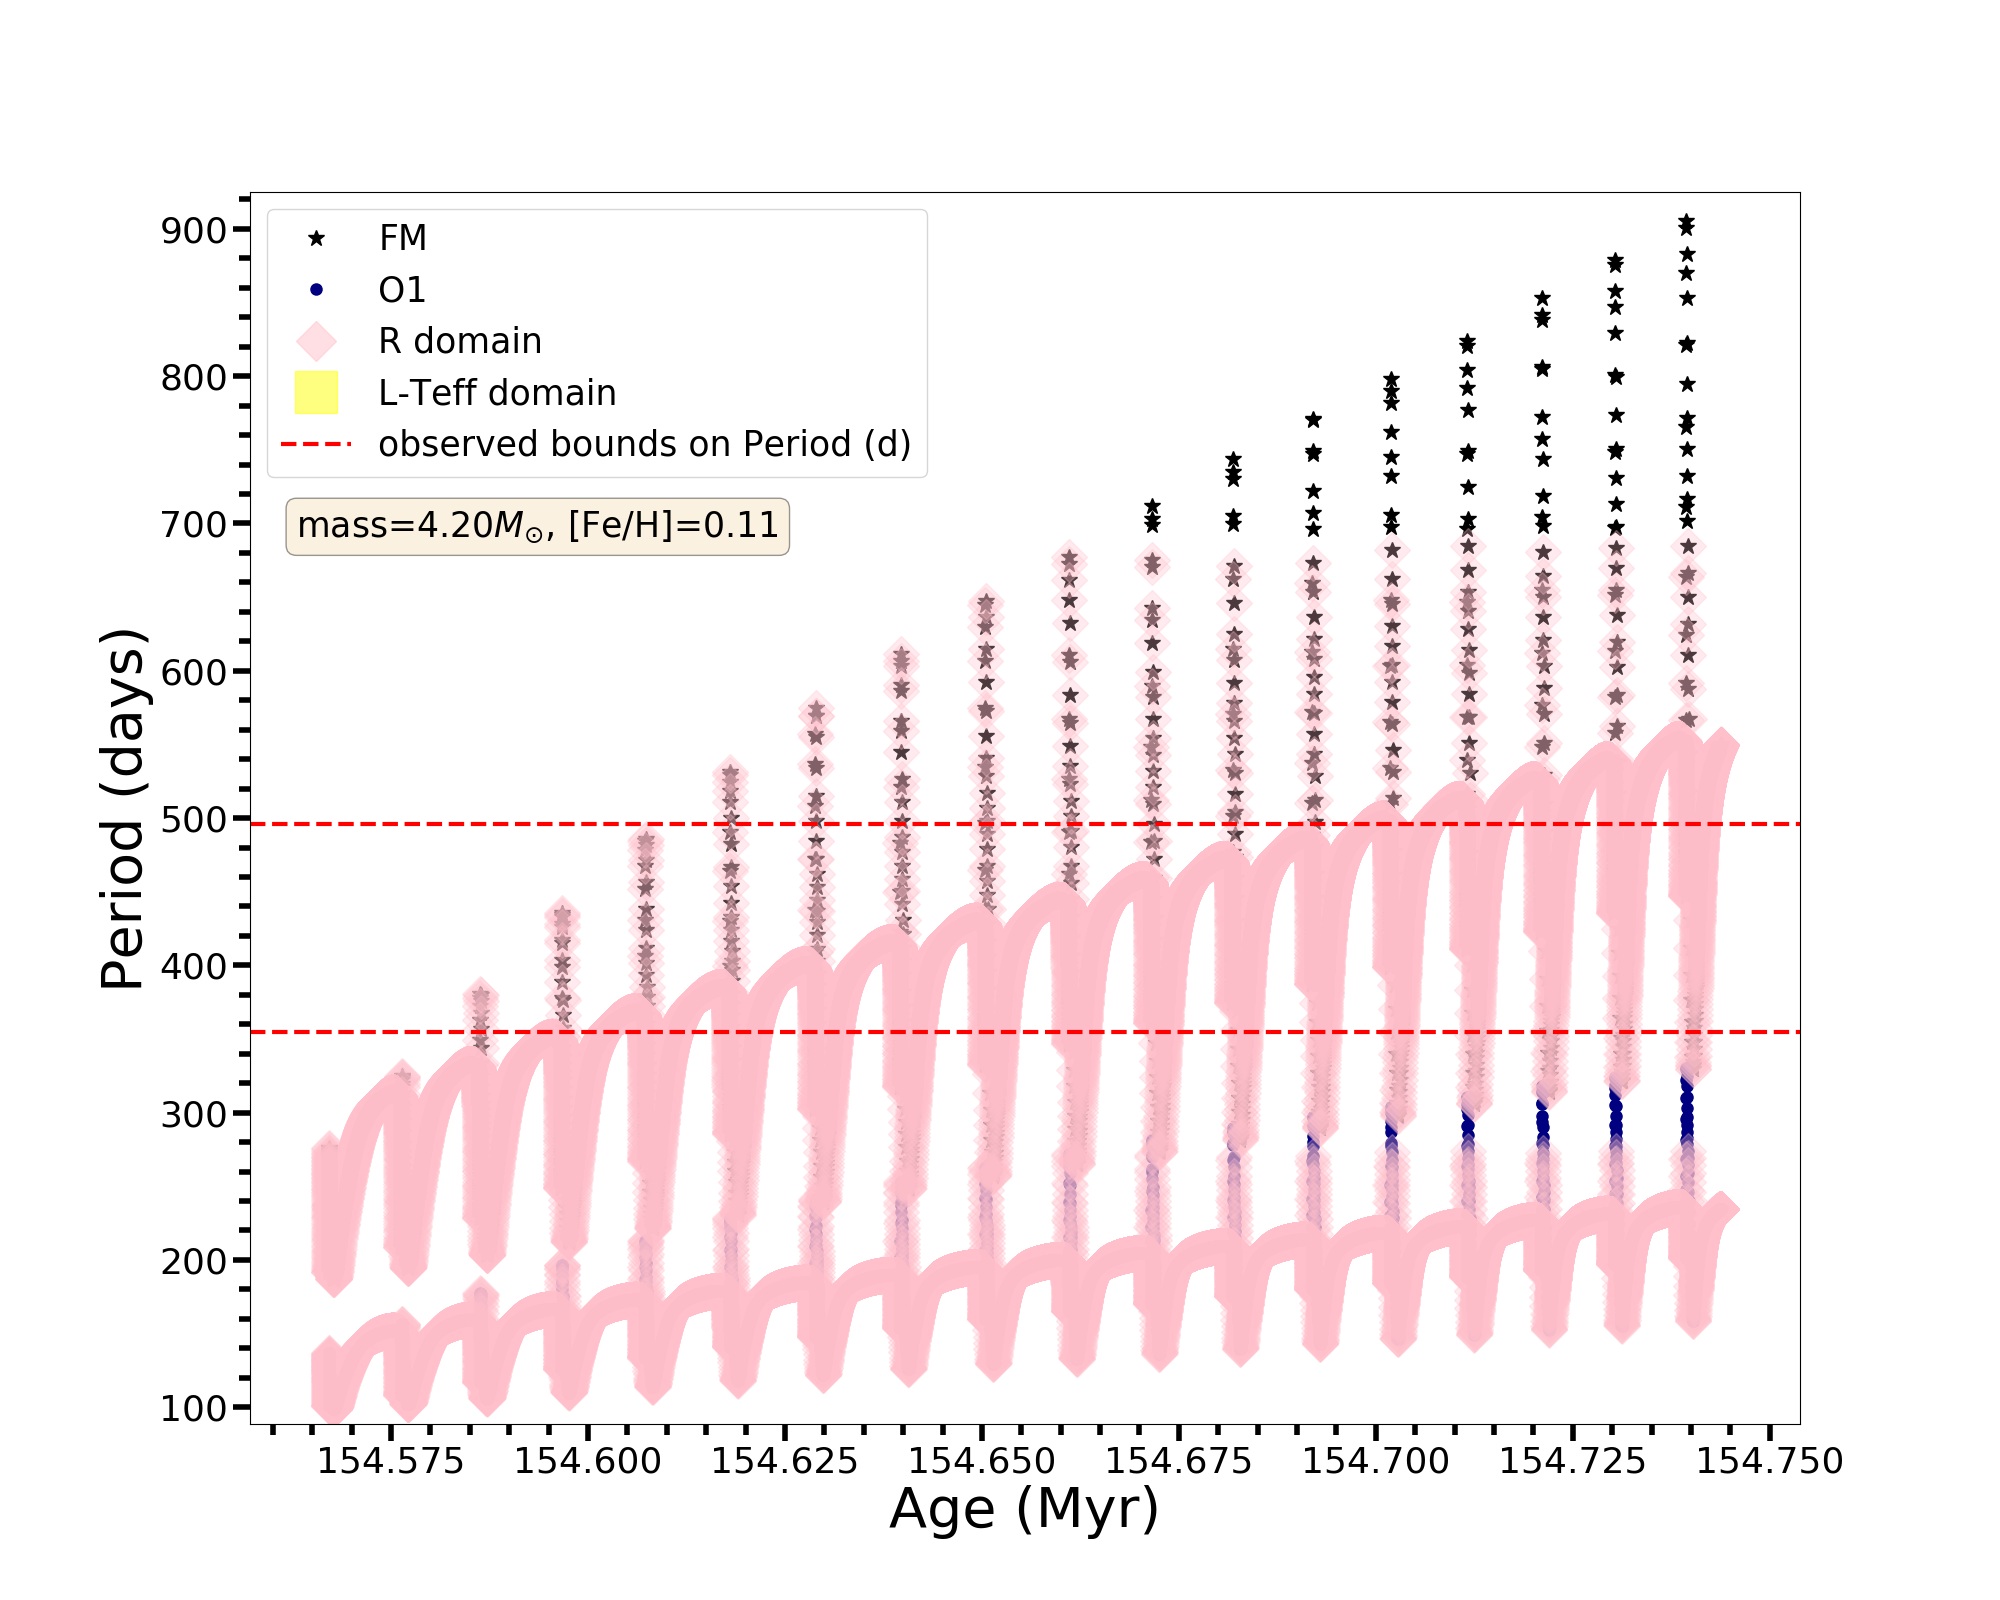 FM
O1
R domain
L-Teff domain
observed bounds on Period (d)
mass=4.20M⊙, [Fe/H]=0.11
900
800
700
600
500
400
300
200
100
Period (days)
154.575
154.600
154.625
154.650
154.675
154.700
154.725
154.750
Age (Myr)